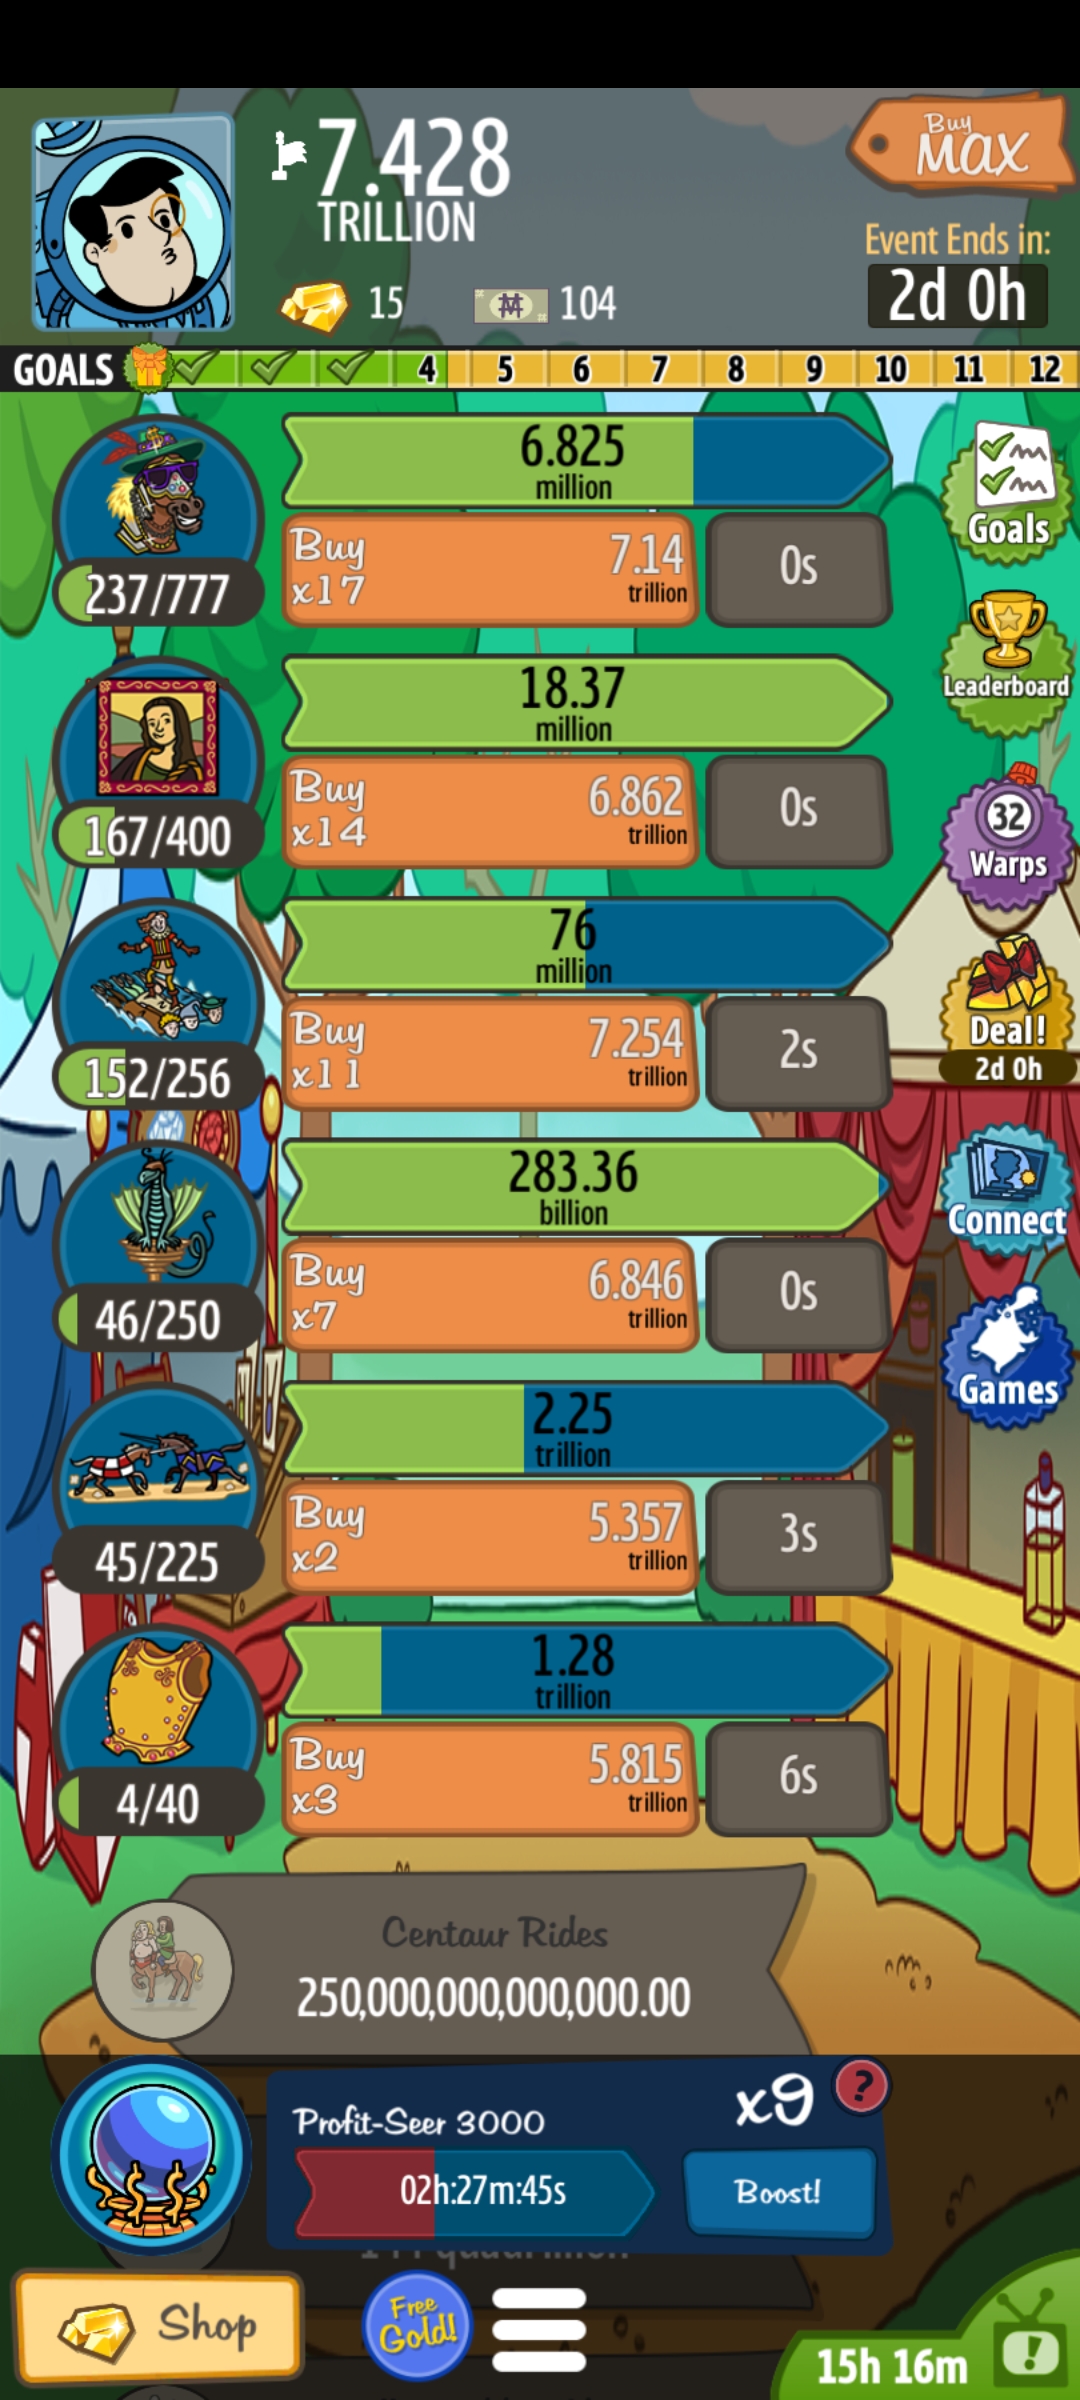 7.428
TRILLION
Buy
MAX
15
104
Event Ends in:
2d 0h
GOALS
4 5 6 7 8 9 10 11 12
6.825
million
Buy
x17
7.14
trillion
0s
237/777
Goals
18.37
million
Buy
x14
6.862
trillion
0s
167/400
Leaderboard
32
Warps
76
million
Buy
x11
7.254
trillion
2s
152/256
Deal!
2d 0h
283.36
billion
Buy
x7
6.846
trillion
0s
46/250
Connect
Games
2.25
trillion
Buy
x2
5.357
trillion
3s
45/225
1.28
trillion
Buy
x3
5.815
trillion
6s
4/40
Centaur Rides
250,000,000,000,000.00
Profit-Seer 3000
x9
?
02h:27m:45s
Boost!
Shop
Free
Gold!
15h 16m